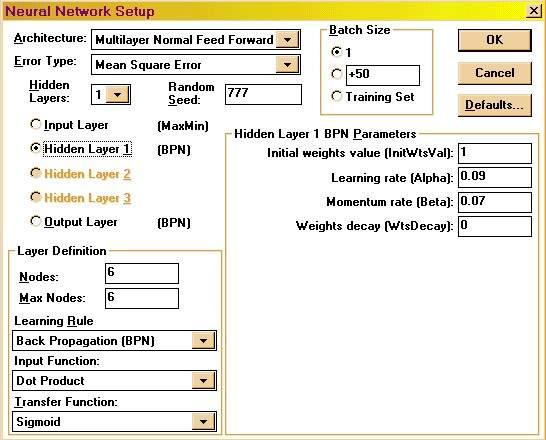 Neural Network Setup
Architecture: Multilayer Normal Feed Forward
Error Type: Mean Square Error
Hidden Layers: 1 Random Seed: 777
Input Layer (MaxMin)
Hidden Layer 1 (BPN)
Hidden Layer 2
Hidden Layer 3
Output Layer (BPN)
Batch Size
1
+50
Training Set
OK
Cancel
Defaults...
Layer Definition
Nodes: 6
Max Nodes: 6
Learning Rule
Back Propagation (BPN)
Input Function:
Dot Product
Transfer Function:
Sigmoid
Hidden Layer 1 BPN Parameters
Initial weights value (InitWtsVal): 1
Learning rate (Alpha): 0.09
Momentum rate (Beta): 0.07
Weights decay (WtsDecay): 0